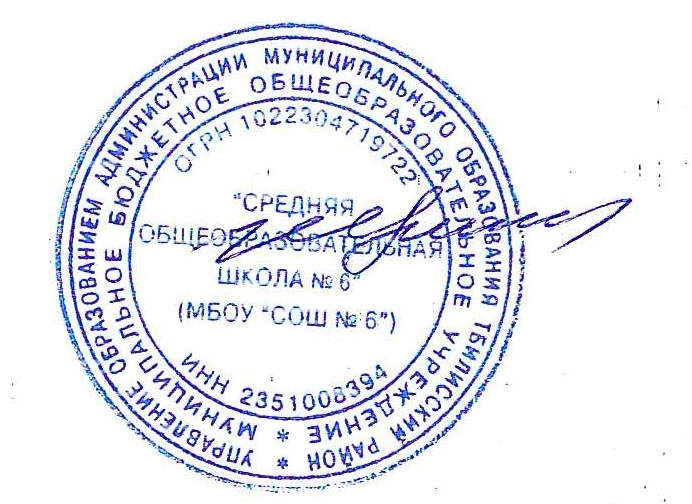 УПРАВЛЕНИЕ ОБРАЗОВАНИЕМ АДМИНИСТРАЦИИ МУНИЦИПАЛЬНОГО ОБРАЗОВАНИЯ ТБИЛИССКИЙ РАЙОН *
МУНИЦИПАЛЬНОЕ БЮДЖЕТНОЕ ОБЩЕОБРАЗОВАТЕЛЬНОЕ УЧРЕЖДЕНИЕ *
ОГРН 1022304719722
"СРЕДНЯЯ
ОБЩЕОБРАЗОВАТЕЛЬНАЯ
ШКОЛА № 6"
(МБОУ "СОШ № 6")
ИНН 2351008394